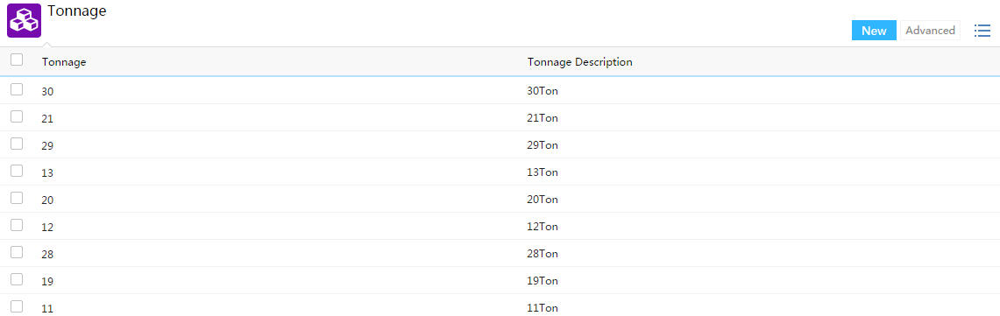 Tonnage
New Advanced
Tonnage Tonnage Description
30 30Ton
21 21Ton
29 29Ton
13 13Ton
20 20Ton
12 12Ton
28 28Ton
19 19Ton
11 11Ton